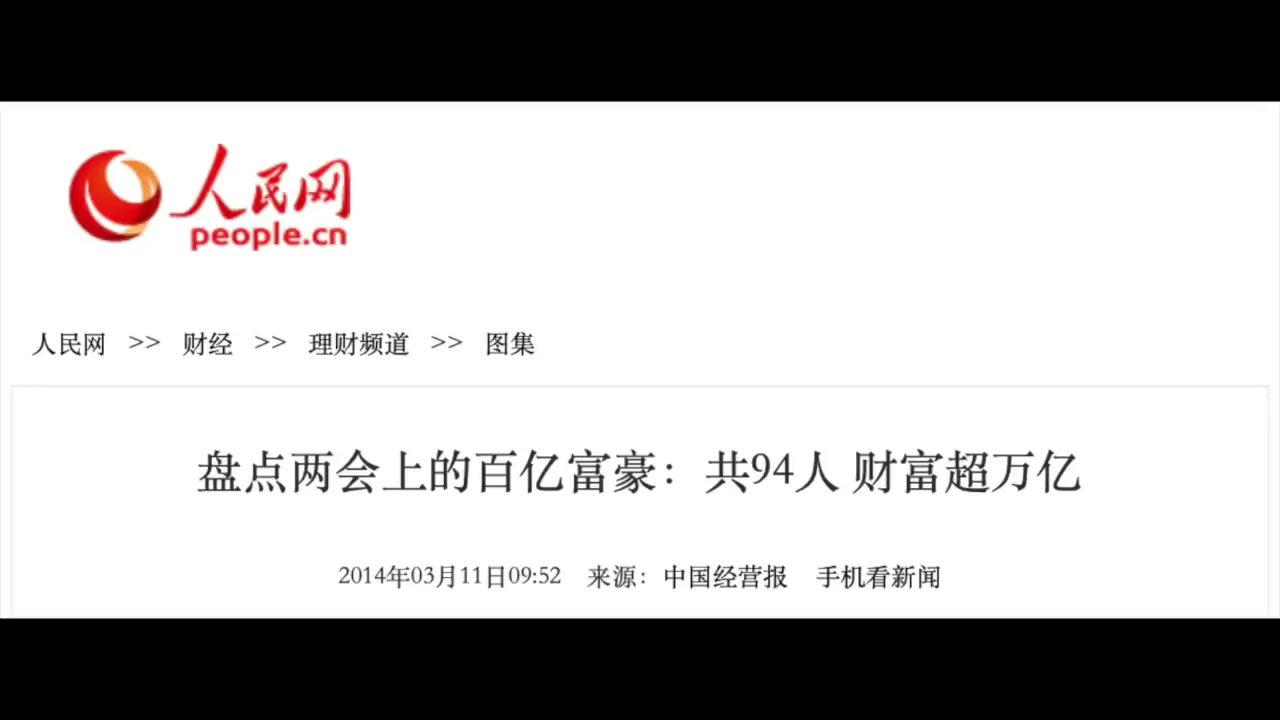 人民网
people.cn
人民网 >> 财经 >> 理财频道 >> 图集
盘点两会上的百亿富豪：共94人 财富超万亿
2014年03月11日09:52 来源：中国经营报 手机看新闻